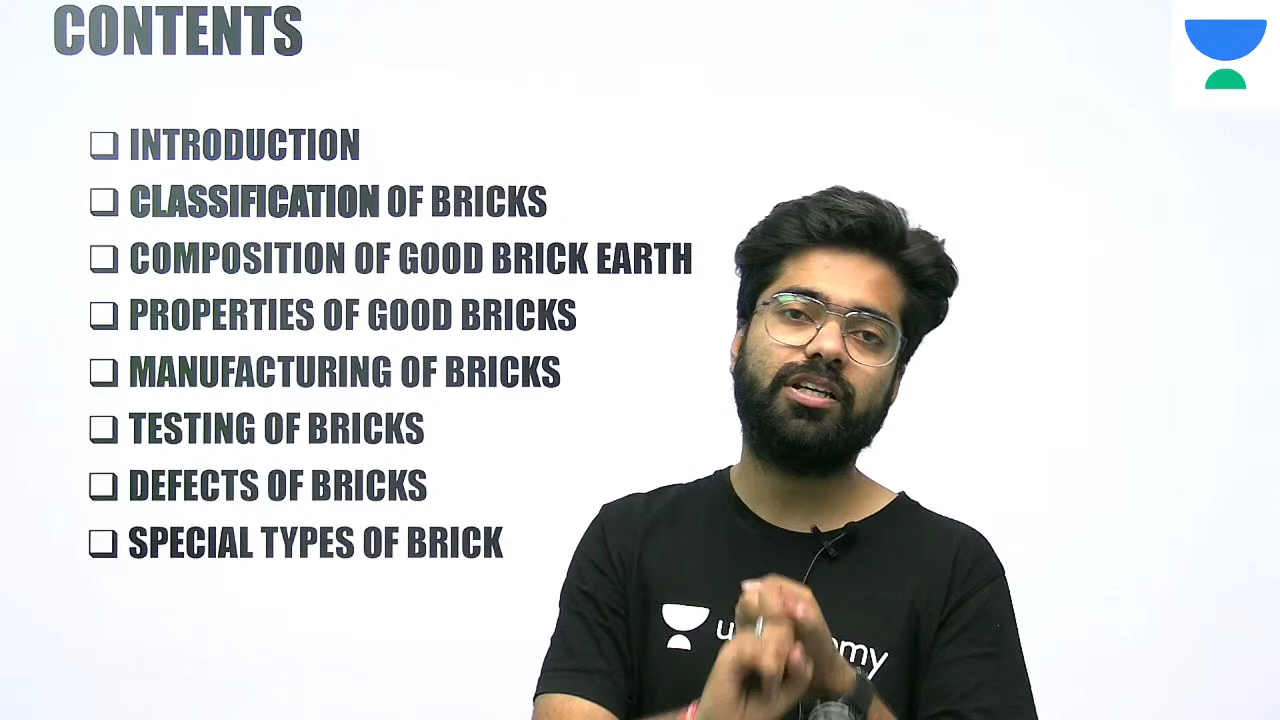 CONTENTS
❑ INTRODUCTION
❑ CLASSIFICATION OF BRICKS
❑ COMPOSITION OF GOOD BRICK EARTH
❑ PROPERTIES OF GOOD BRICKS
❑ MANUFACTURING OF BRICKS
❑ TESTING OF BRICKS
❑ DEFECTS OF BRICKS
❑ SPECIAL TYPES OF BRICK